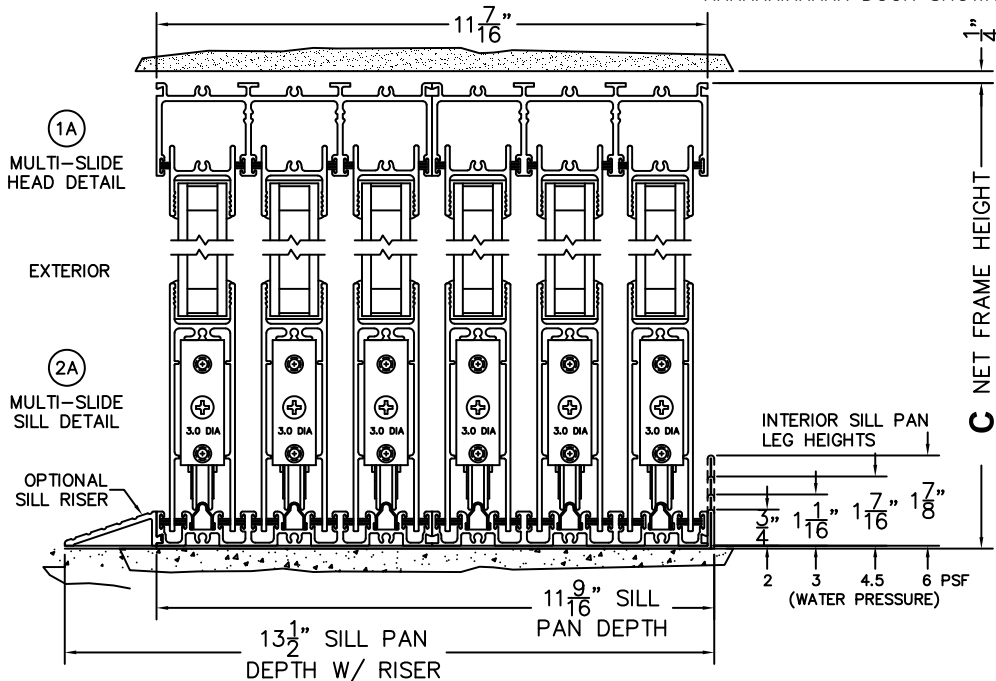 11 7/16"
1/4"
1A
MULTI-SLIDE
HEAD DETAIL
EXTERIOR
2A
MULTI-SLIDE
SILL DETAIL
3.0 DIA
3.0 DIA
3.0 DIA
3.0 DIA
3.0 DIA
3.0 DIA
OPTIONAL
SILL RISER
C NET FRAME HEIGHT
INTERIOR SILL PAN
LEG HEIGHTS
3/4"
1 1/16"
1 7/16"
1 7/8"
2 3 4.5 6 PSF
(WATER PRESSURE)
11 9/16" SILL
PAN DEPTH
13 1/2" SILL PAN
DEPTH W/ RISER